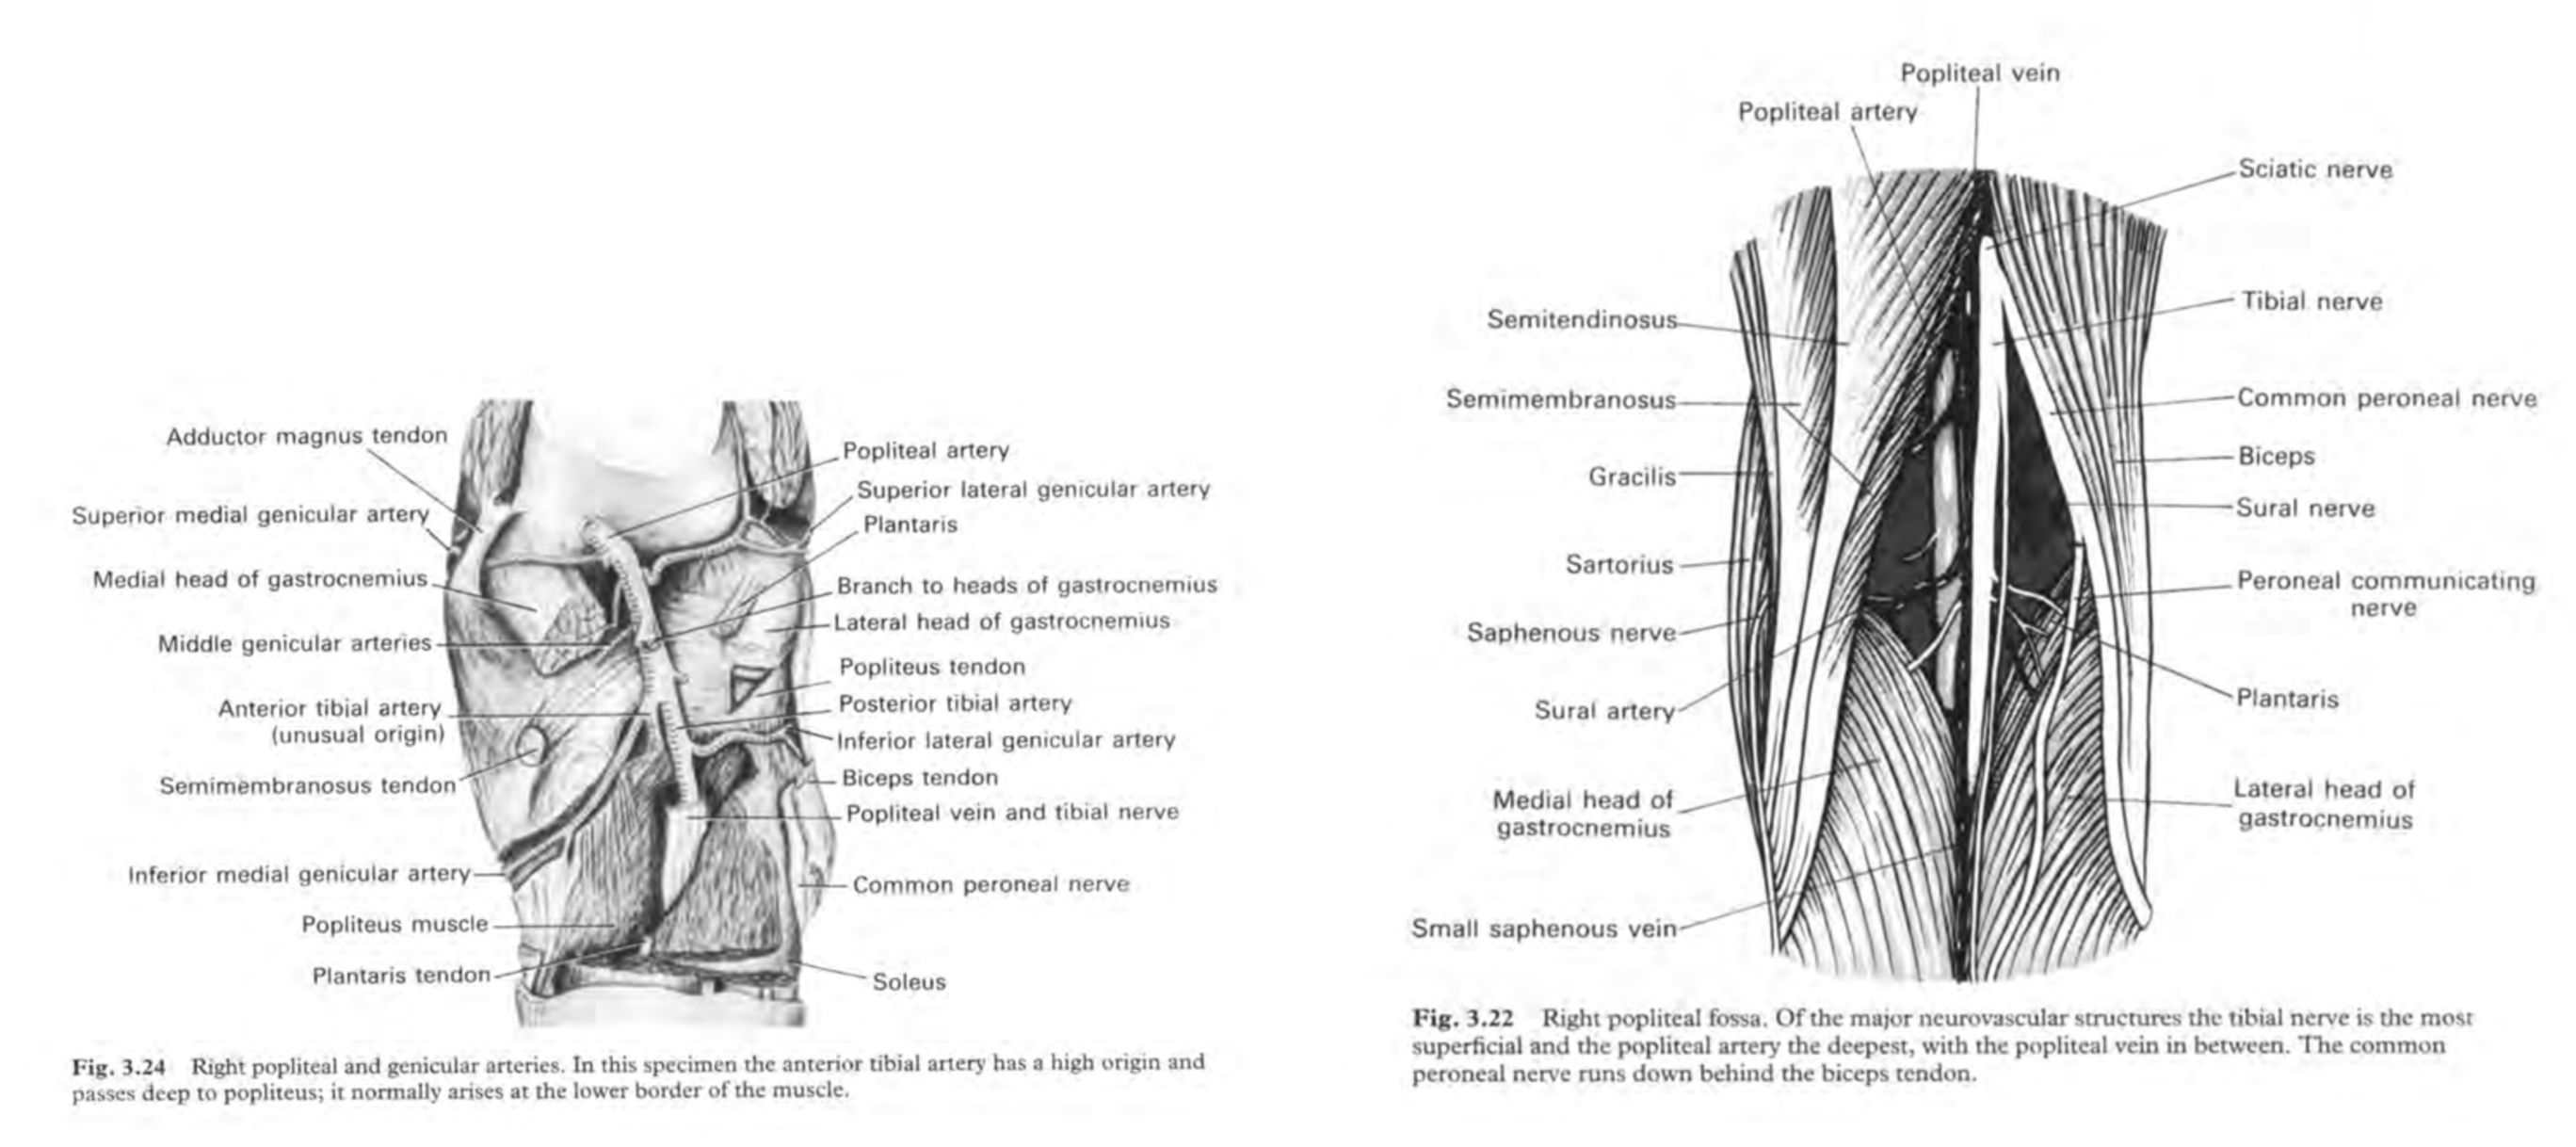 Adductor magnus tendon
Superior medial genicular artery
Medial head of gastrocnemius
Middle genicular arteries
Anterior tibial artery
(unusual origin)
Semimembranosus tendon
Inferior medial genicular artery
Popliteus muscle
Plantaris tendon
Popliteal artery
Superior lateral genicular artery
Plantaris
Branch to heads of gastrocnemius
Lateral head of gastrocnemius
Popliteus tendon
Posterior tibial artery
Inferior lateral genicular artery
Biceps tendon
Popliteal vein and tibial nerve
Common peroneal nerve
Soleus
Fig. 3.24 Right popliteal and genicular arteries. In this specimen the anterior tibial artery has a high origin and
passes deep to popliteus; it normally arises at the lower border of the muscle.
Popliteal vein
Popliteal artery
Semitendinosus
Semimembranosus
Gracilis
Sartorius
Saphenous nerve
Sural artery
Medial head of
gastrocnemius
Small saphenous vein
Sciatic nerve
Tibial nerve
Common peroneal nerve
Biceps
Sural nerve
Peroneal communicating
nerve
Plantaris
Lateral head of
gastrocnemius
Fig. 3.22 Right popliteal fossa. Of the major neurovascular structures the tibial nerve is the most
superficial and the popliteal artery the deepest, with the popliteal vein in between. The common
peroneal nerve runs down behind the biceps tendon.